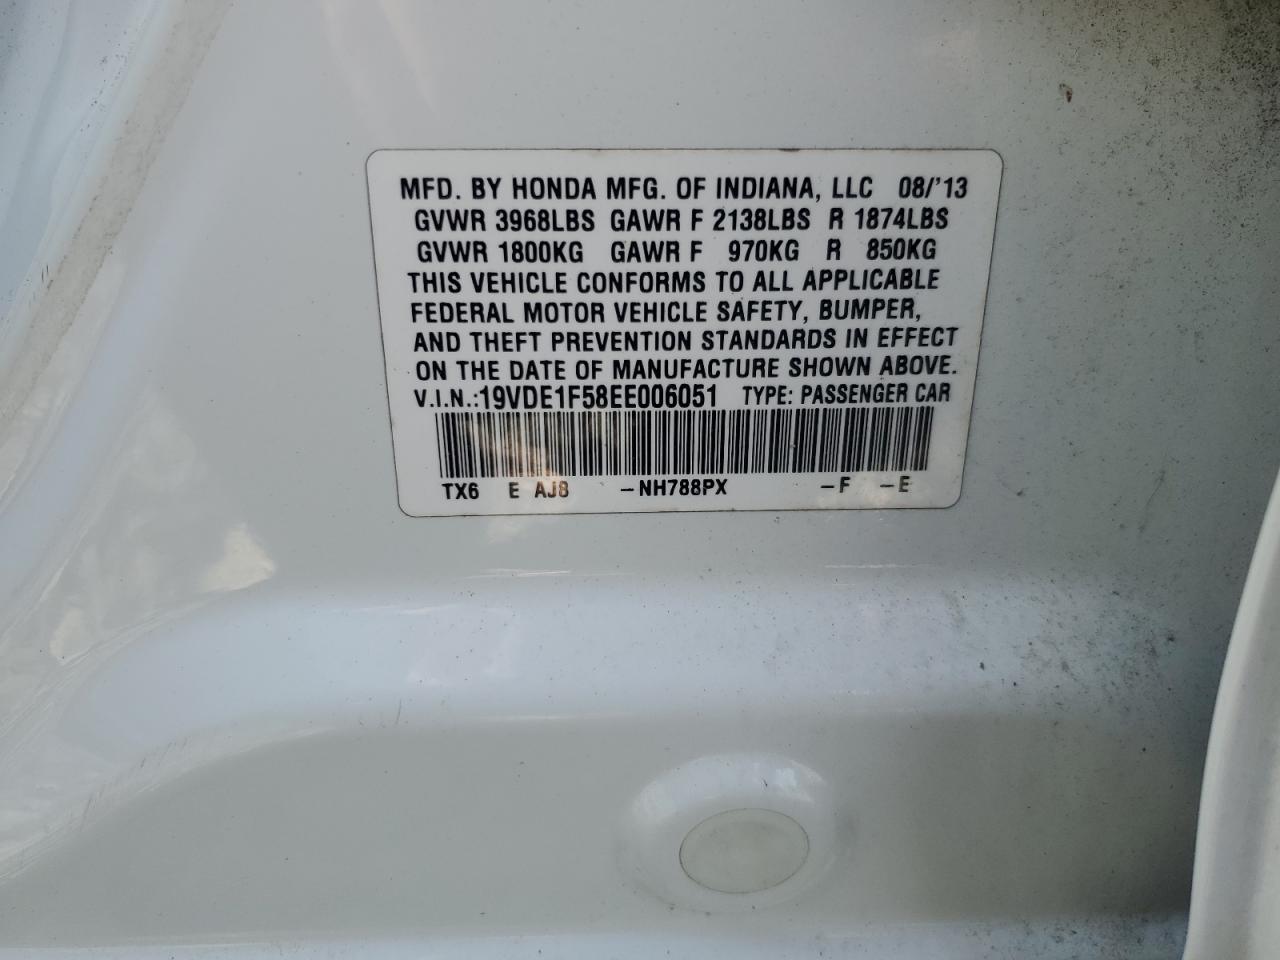 MFD. BY HONDA MFG. OF INDIANA, LLC 08/'13
GVWR 3968LBS GAWR F 2138LBS R 1874LBS
GVWR 1800KG GAWR F 970KG R 850KG
THIS VEHICLE CONFORMS TO ALL APPLICABLE
FEDERAL MOTOR VEHICLE SAFETY, BUMPER,
AND THEFT PREVENTION STANDARDS IN EFFECT
ON THE DATE OF MANUFACTURE SHOWN ABOVE.
V.I.N.:19VDE1F58EE006051 TYPE: PASSENGER CAR
TX6 E AJ8 -NH788PX -F -E